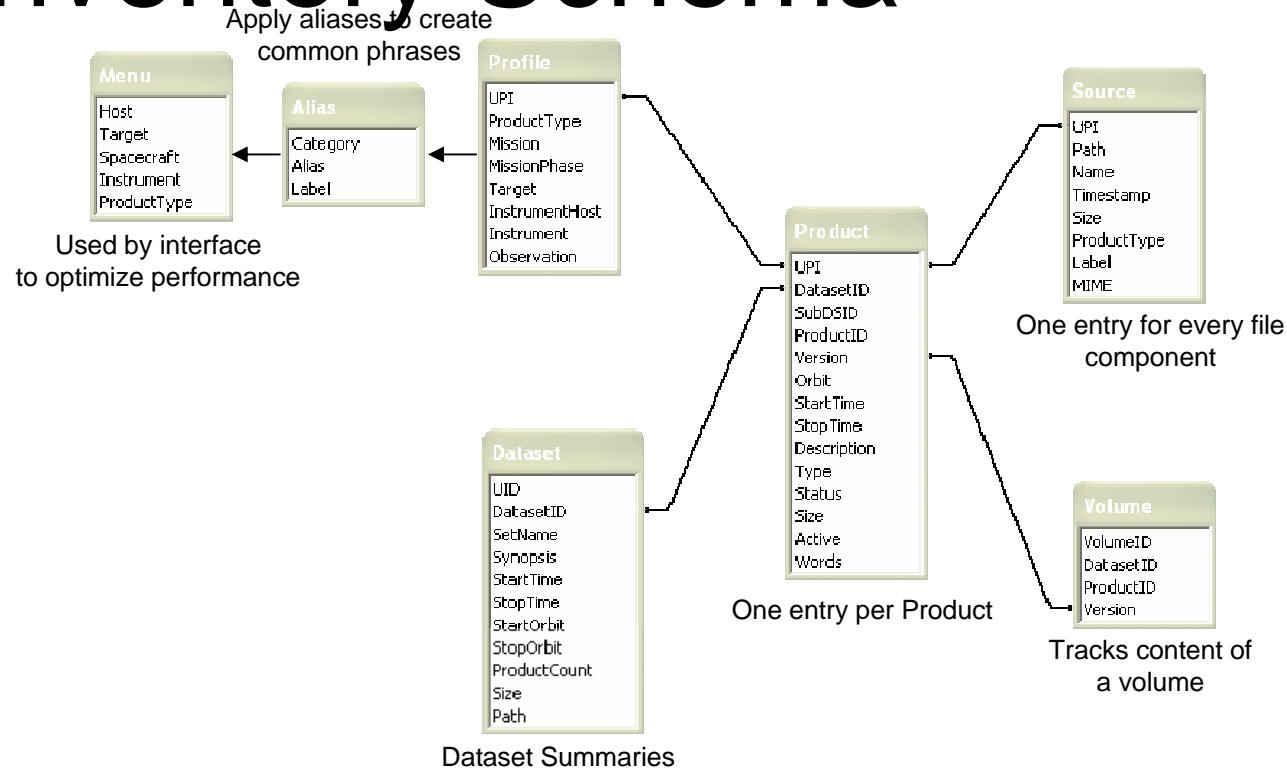 Inventory Schema
Apply aliases to create
common phrases
Menu
Host
Target
Spacecraft
Instrument
ProductType
Used by interface
to optimize performance
Alias
Category
Alias
Label
Profile
UPI
ProductType
Mission
MissionPhase
Target
InstrumentHost
Instrument
Observation
Product
UPI
DatasetID
SubDSID
ProductID
Version
Orbit
StartTime
StopTime
Description
Type
Status
Size
Active
Words
One entry per Product
Source
UPI
Path
Name
Timestamp
Size
ProductType
Label
MIME
One entry for every file
component
Dataset
UID
DatasetID
SetName
Synopsis
StartTime
StopTime
StartOrbit
StopOrbit
ProductCount
Size
Path
Dataset Summaries
Volume
VolumeID
DatasetID
ProductID
Version
Tracks content of
a volume